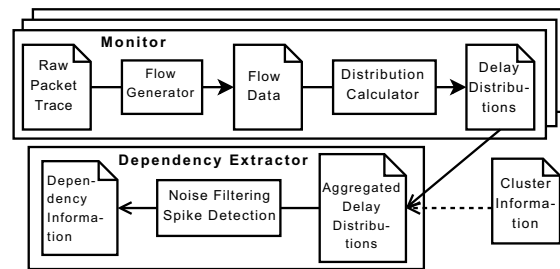 Monitor
Raw
Packet
Trace
Flow
Generator
Flow
Data
Distribution
Calculator
Delay
Distribu-
tions
Dependency Extractor
Depen-
dency
Informa-
tion
Noise Filtering
Spike Detection
Aggregated
Delay
Distribu-
tions
Cluster
Informa-
tion